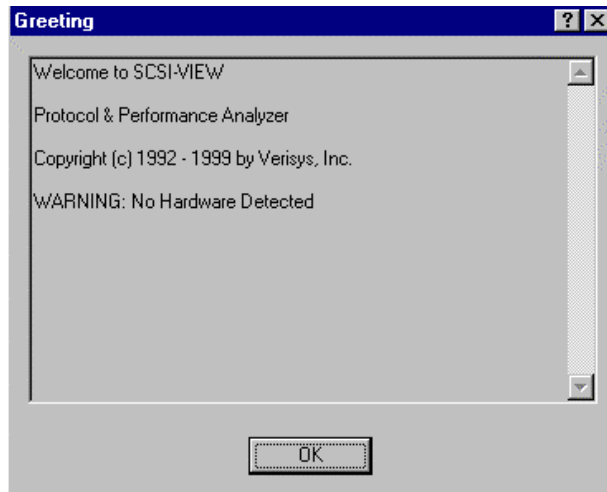 Greeting
Welcome to SCSI-VIEW
Protocol & Performance Analyzer
Copyright (c) 1992 - 1999 by Verisys, Inc.
WARNING: No Hardware Detected
OK